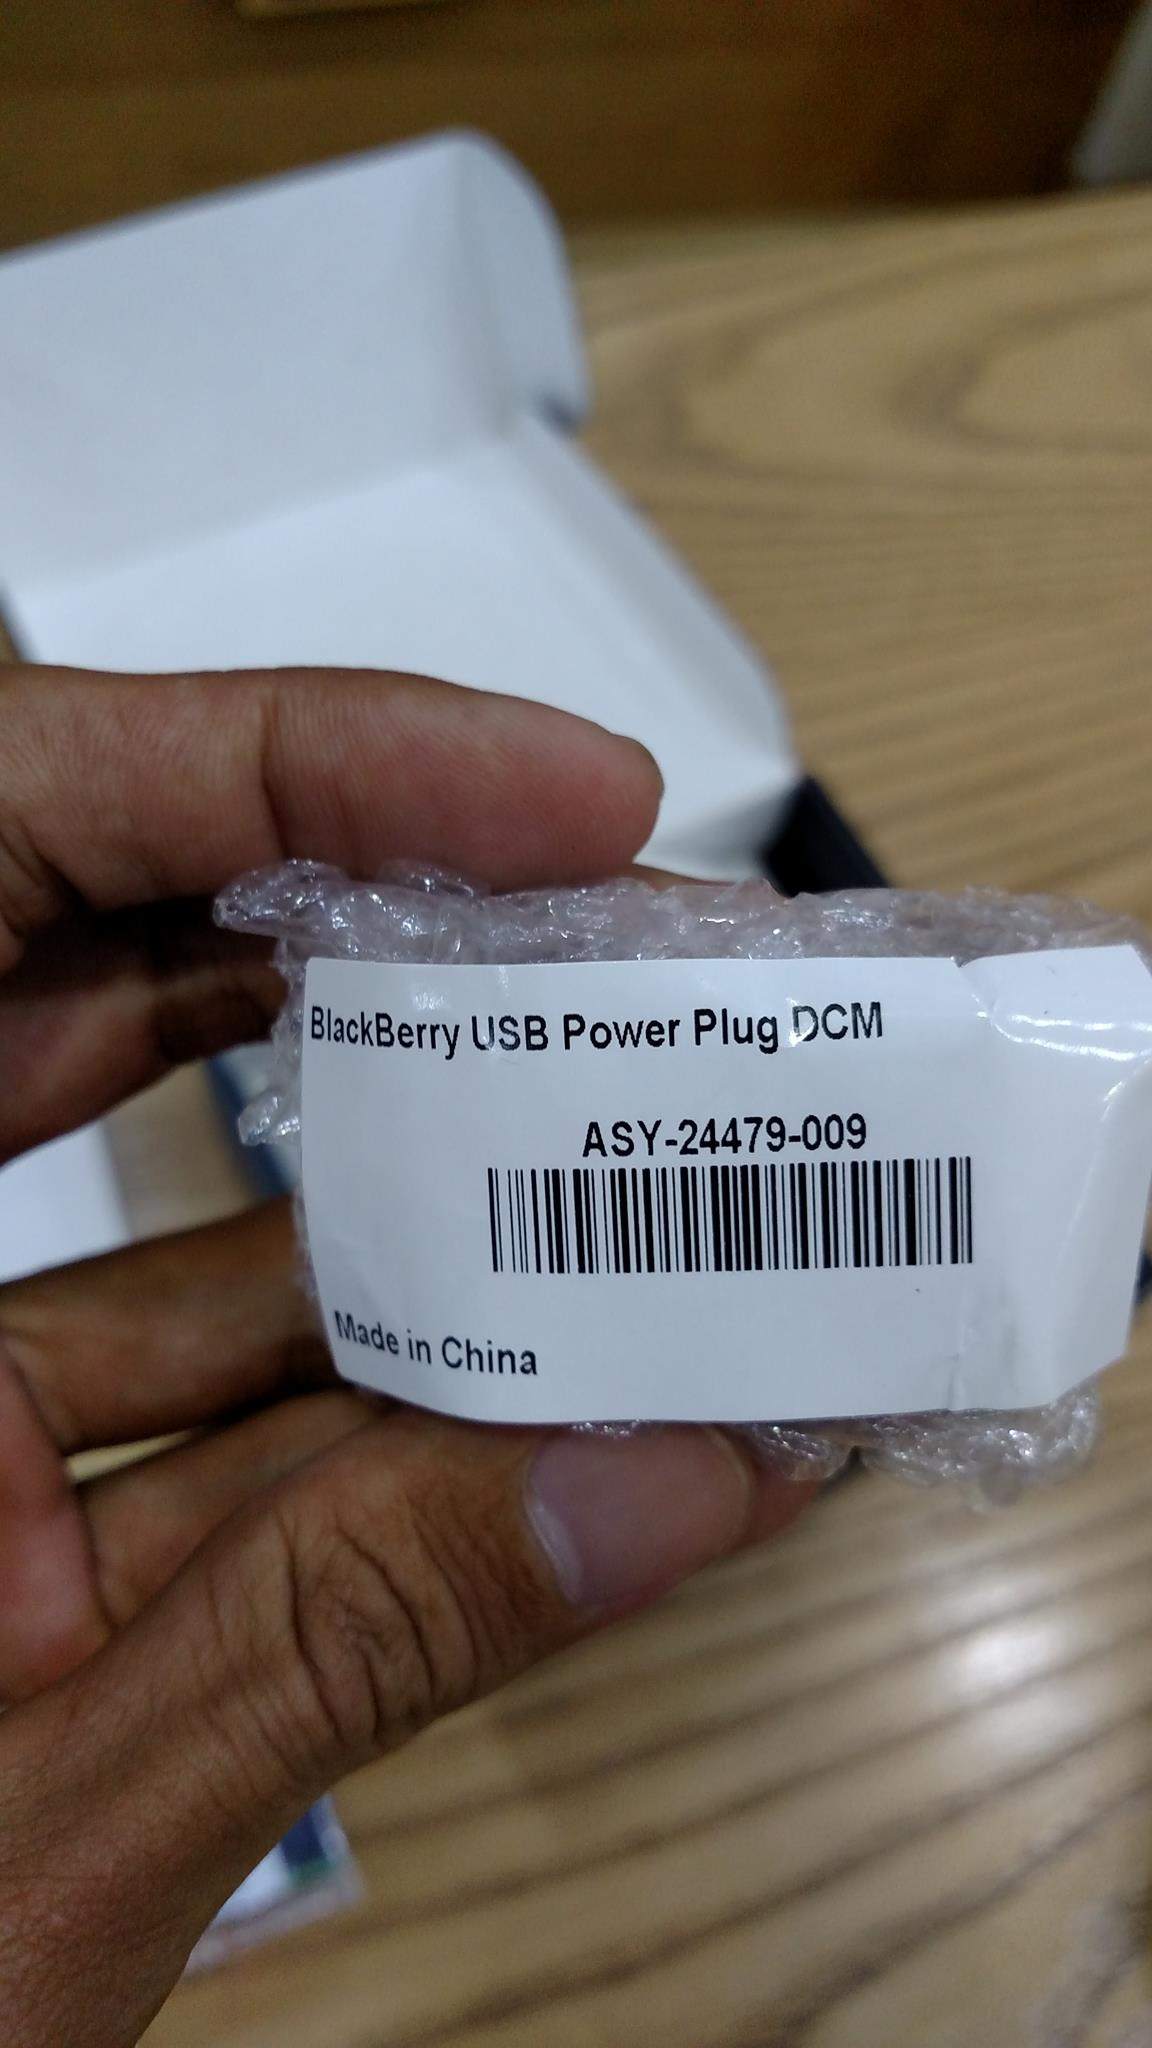 BlackBerry USB Power Plug DCM
ASY-24479-009
Made in China